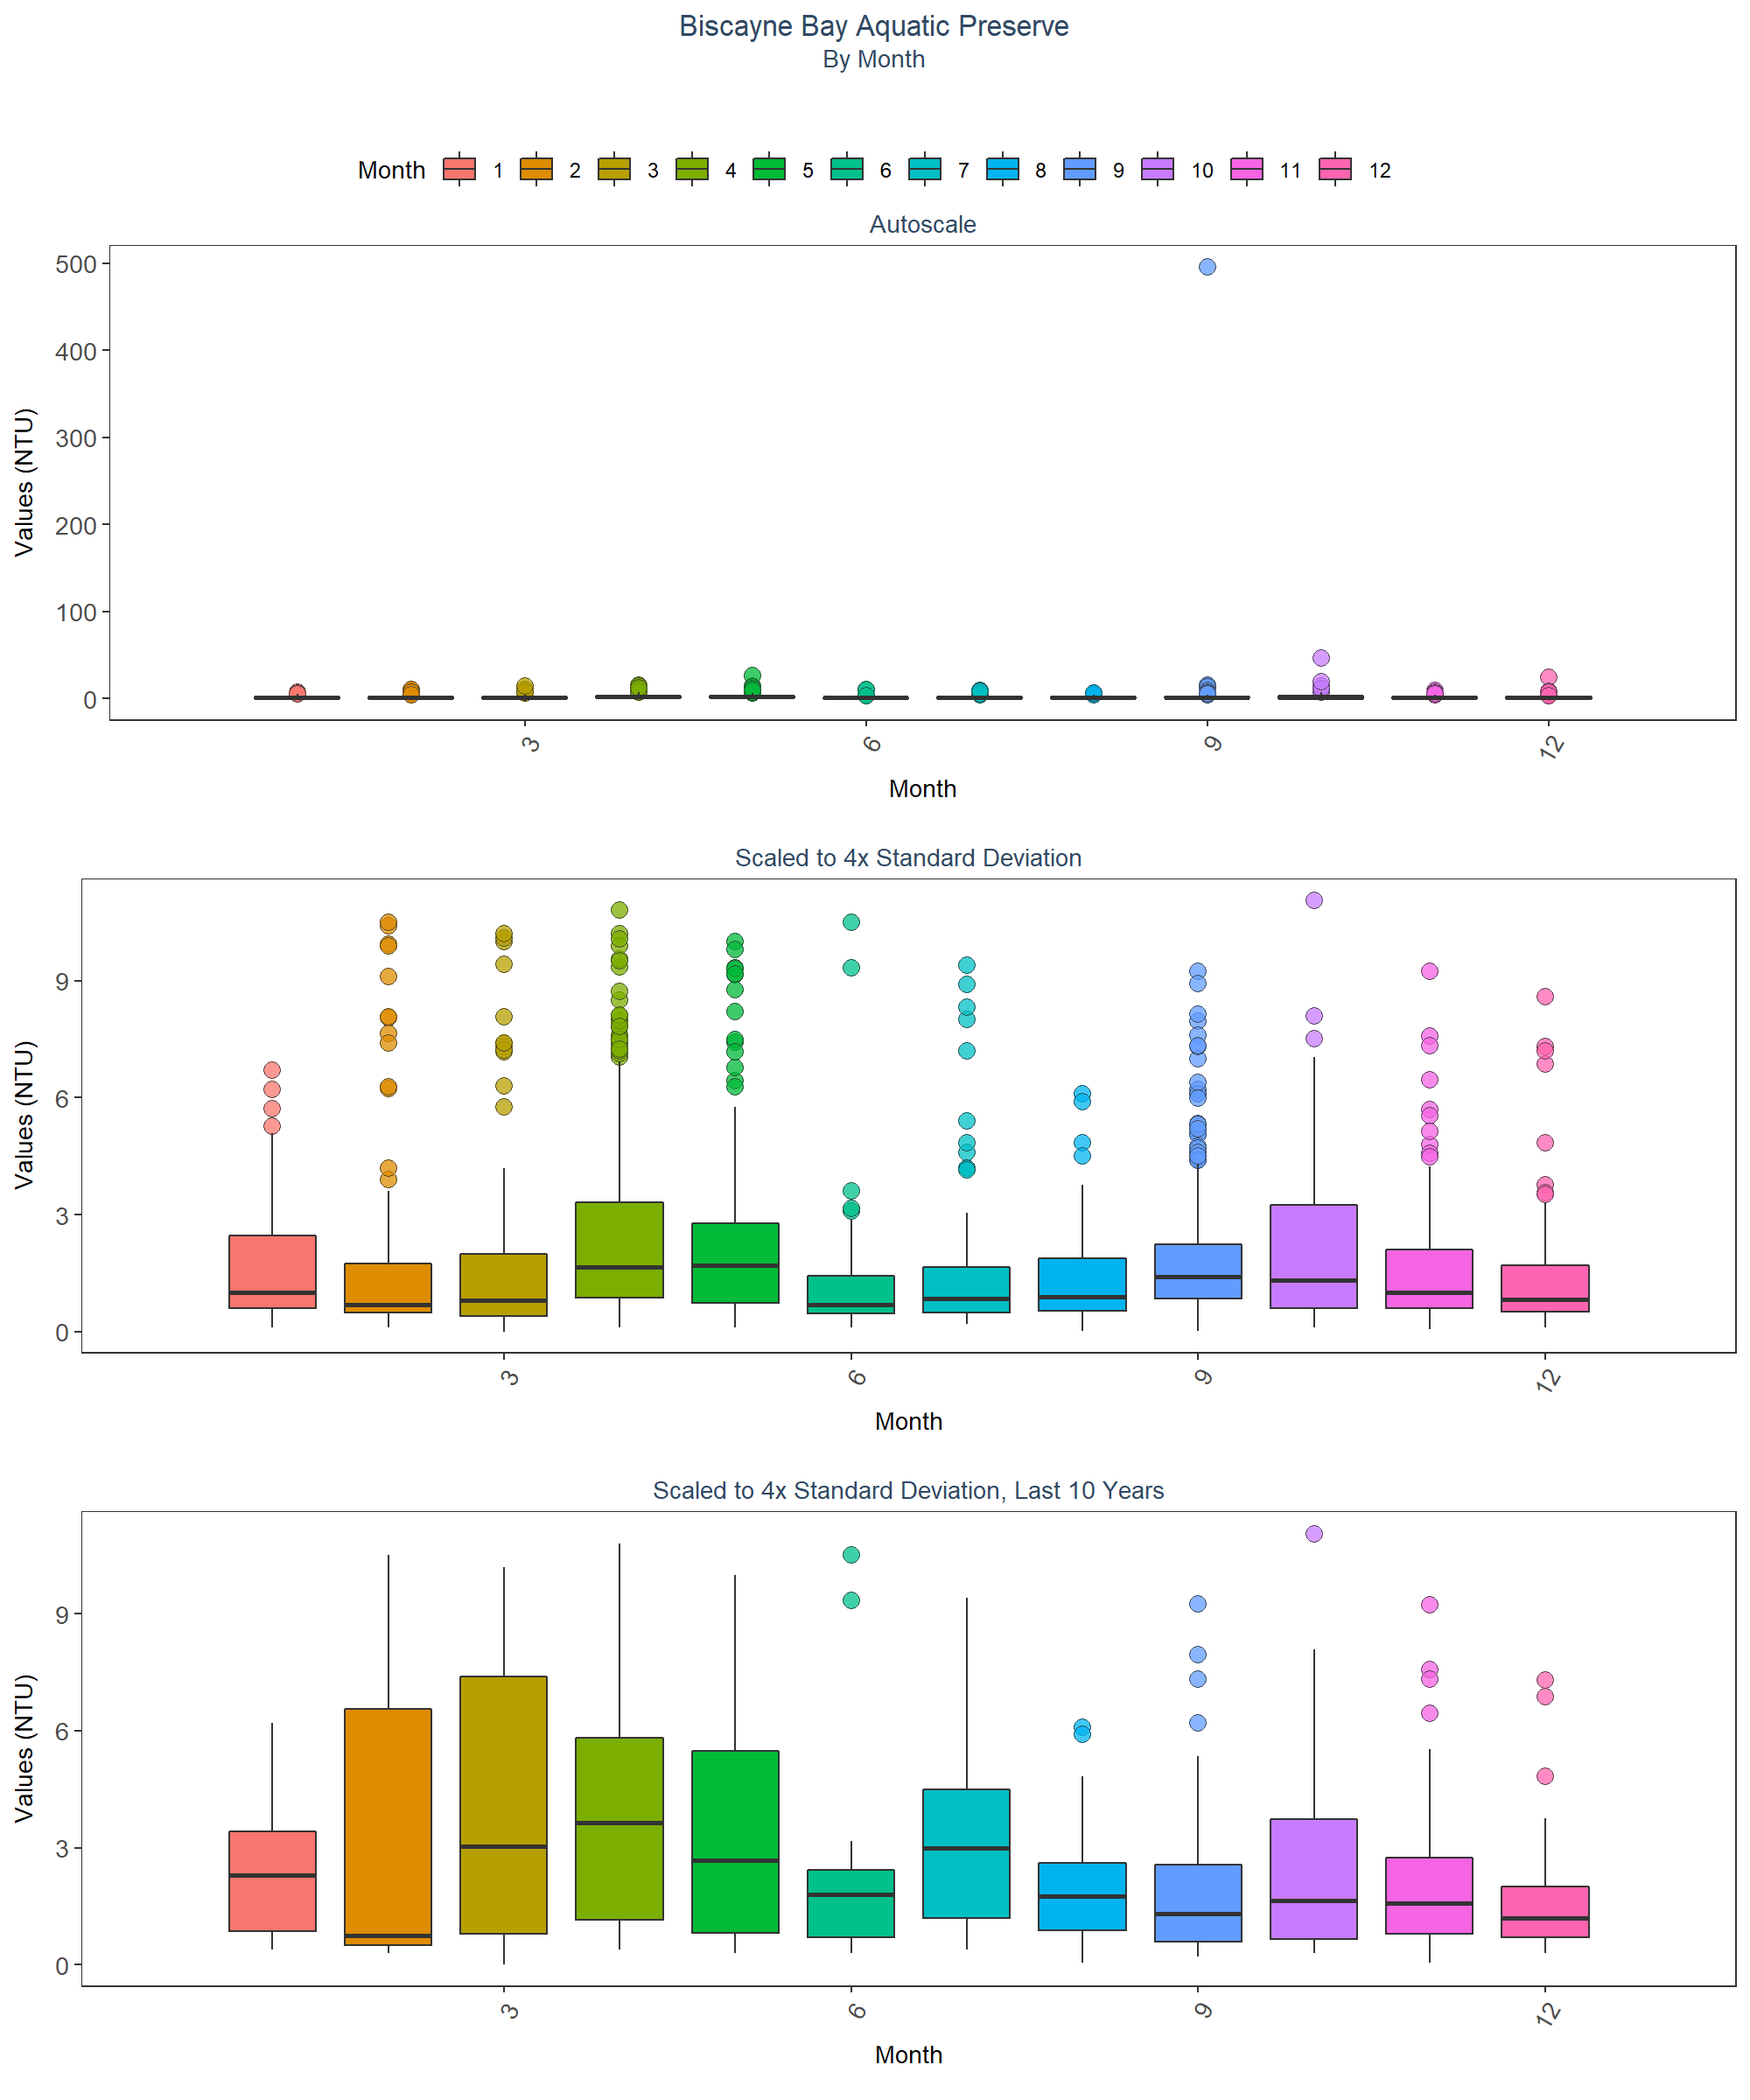 Biscayne Bay Aquatic Preserve
By Month
Month 1 2 3 4 5 6 7 8 9 10 11 12
Autoscale
Values (NTU)
500
400
300
200
100
0
3 6 9 12
Month
Scaled to 4x Standard Deviation
Values (NTU)
9
6
3
0
3 6 9 12
Month
Scaled to 4x Standard Deviation, Last 10 Years
Values (NTU)
9
6
3
0
3 6 9 12
Month